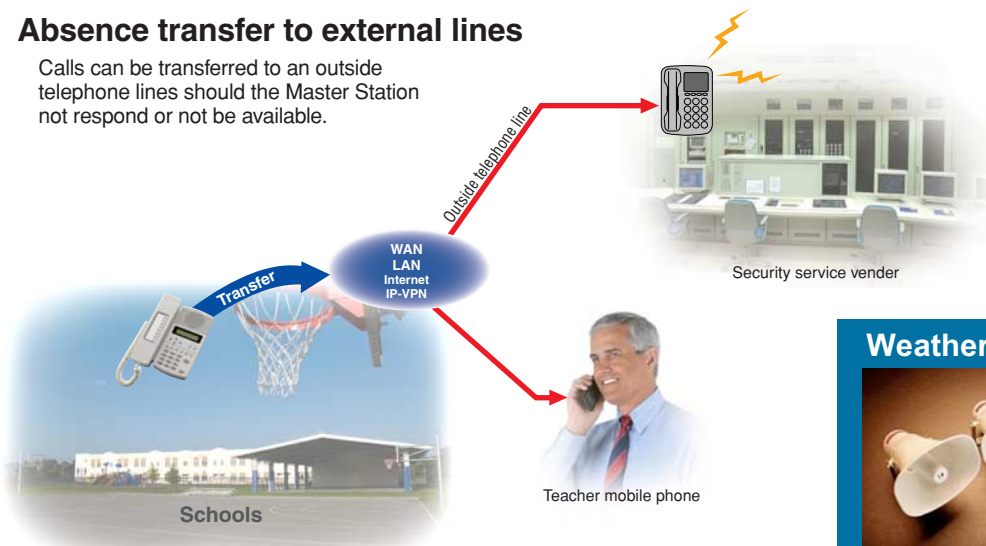 Absence transfer to external lines
Calls can be transferred to an outside
telephone lines should the Master Station
not respond or not be available.
Outside telephone line
WAN
LAN
Internet
IP-VPN
Transfer
Security service vender
Weather
Teacher mobile phone
Schools